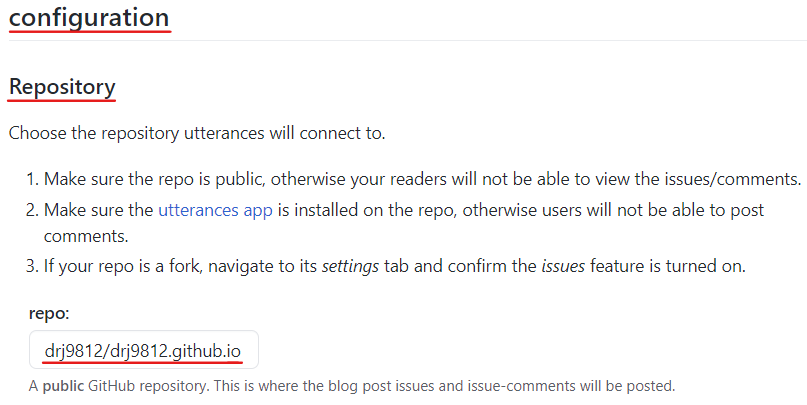 configuration
Repository
Choose the repository utterances will connect to.
1. Make sure the repo is public, otherwise your readers will not be able to view the issues/comments.
2. Make sure the utterances app is installed on the repo, otherwise users will not be able to post
comments.
3. If your repo is a fork, navigate to its settings tab and confirm the issues feature is turned on.
repo:
drj9812/drj9812.github.io
A public GitHub repository. This is where the blog post issues and issue-comments will be posted.